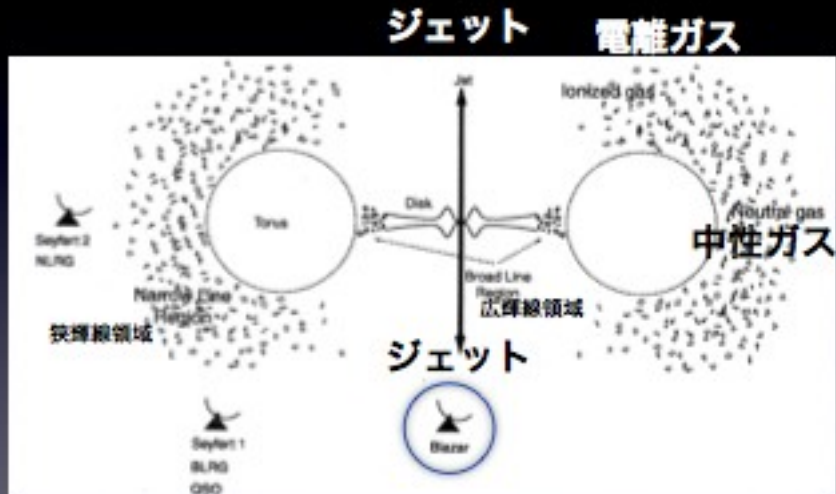 ジェット
電離ガス
Jet
Ionized gas
Disk
Torus
Neutral gas
中性ガス
Seyfert 2
NLRG
Broad Line
Region
広輝線領域
Narrow Line
Region
狭輝線領域
ジェット
Seyfert 1
BLRG
QSO
Blazar